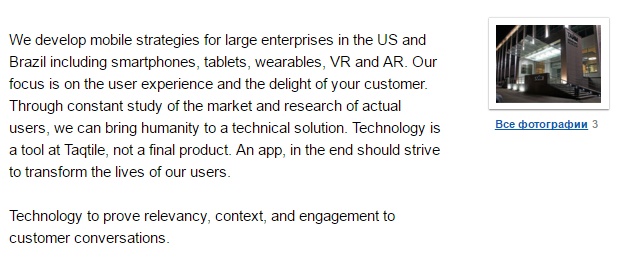 We develop mobile strategies for large enterprises in the US and
Brazil including smartphones, tablets, wearables, VR and AR. Our
focus is on the user experience and the delight of your customer.
Through constant study of the market and research of actual
users, we can bring humanity to a technical solution. Technology is
a tool at Taqtile, not a final product. An app, in the end should strive
to transform the lives of our users.
Technology to prove relevancy, context, and engagement to
customer conversations.
Все фотографии 3